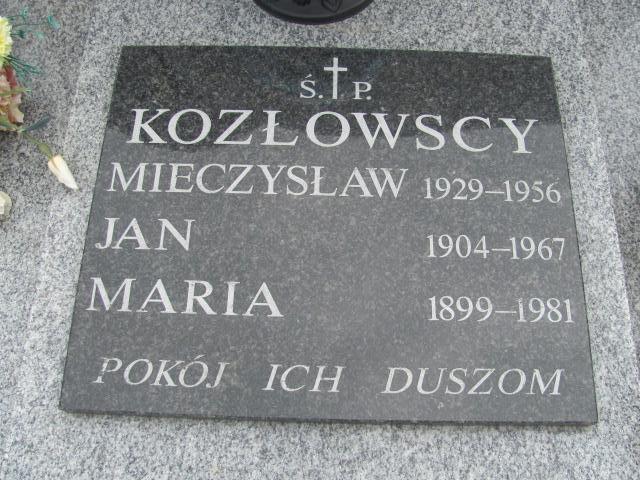 Ś.†P.
KOZŁOWSCY
MIECZYSŁAW 1929–1956
JAN 1904–1967
MARIA 1899–1981
POKÓJ ICH DUSZOM